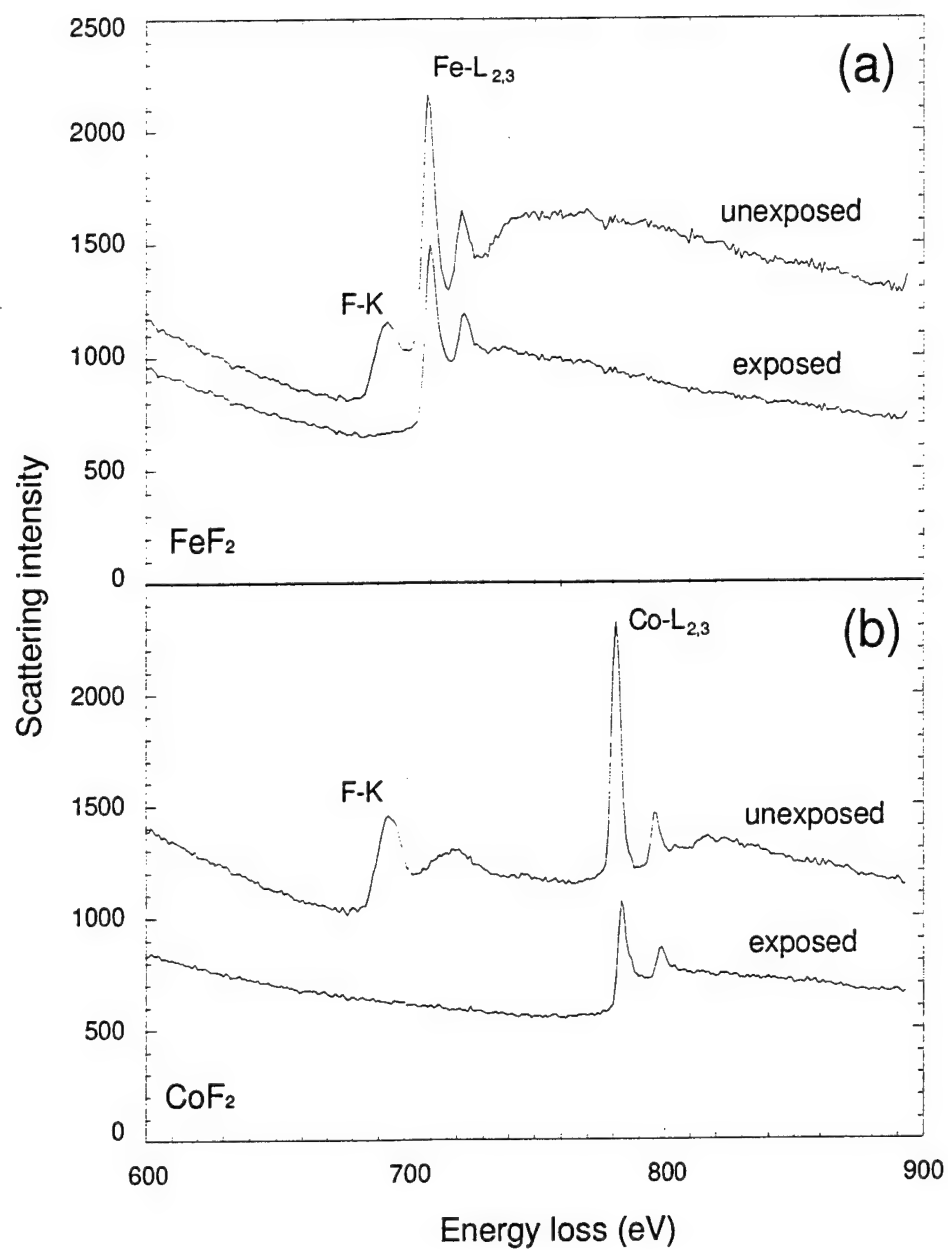 2500
(a)
Fe-L2,3
2000
unexposed
1500
F-K
1000
exposed
500
FeF2
0
Scattering intensity
(b)
Co-L2,3
2000
F-K
1500
unexposed
1000
exposed
500
CoF2
0
600 700 800 900
Energy loss (eV)